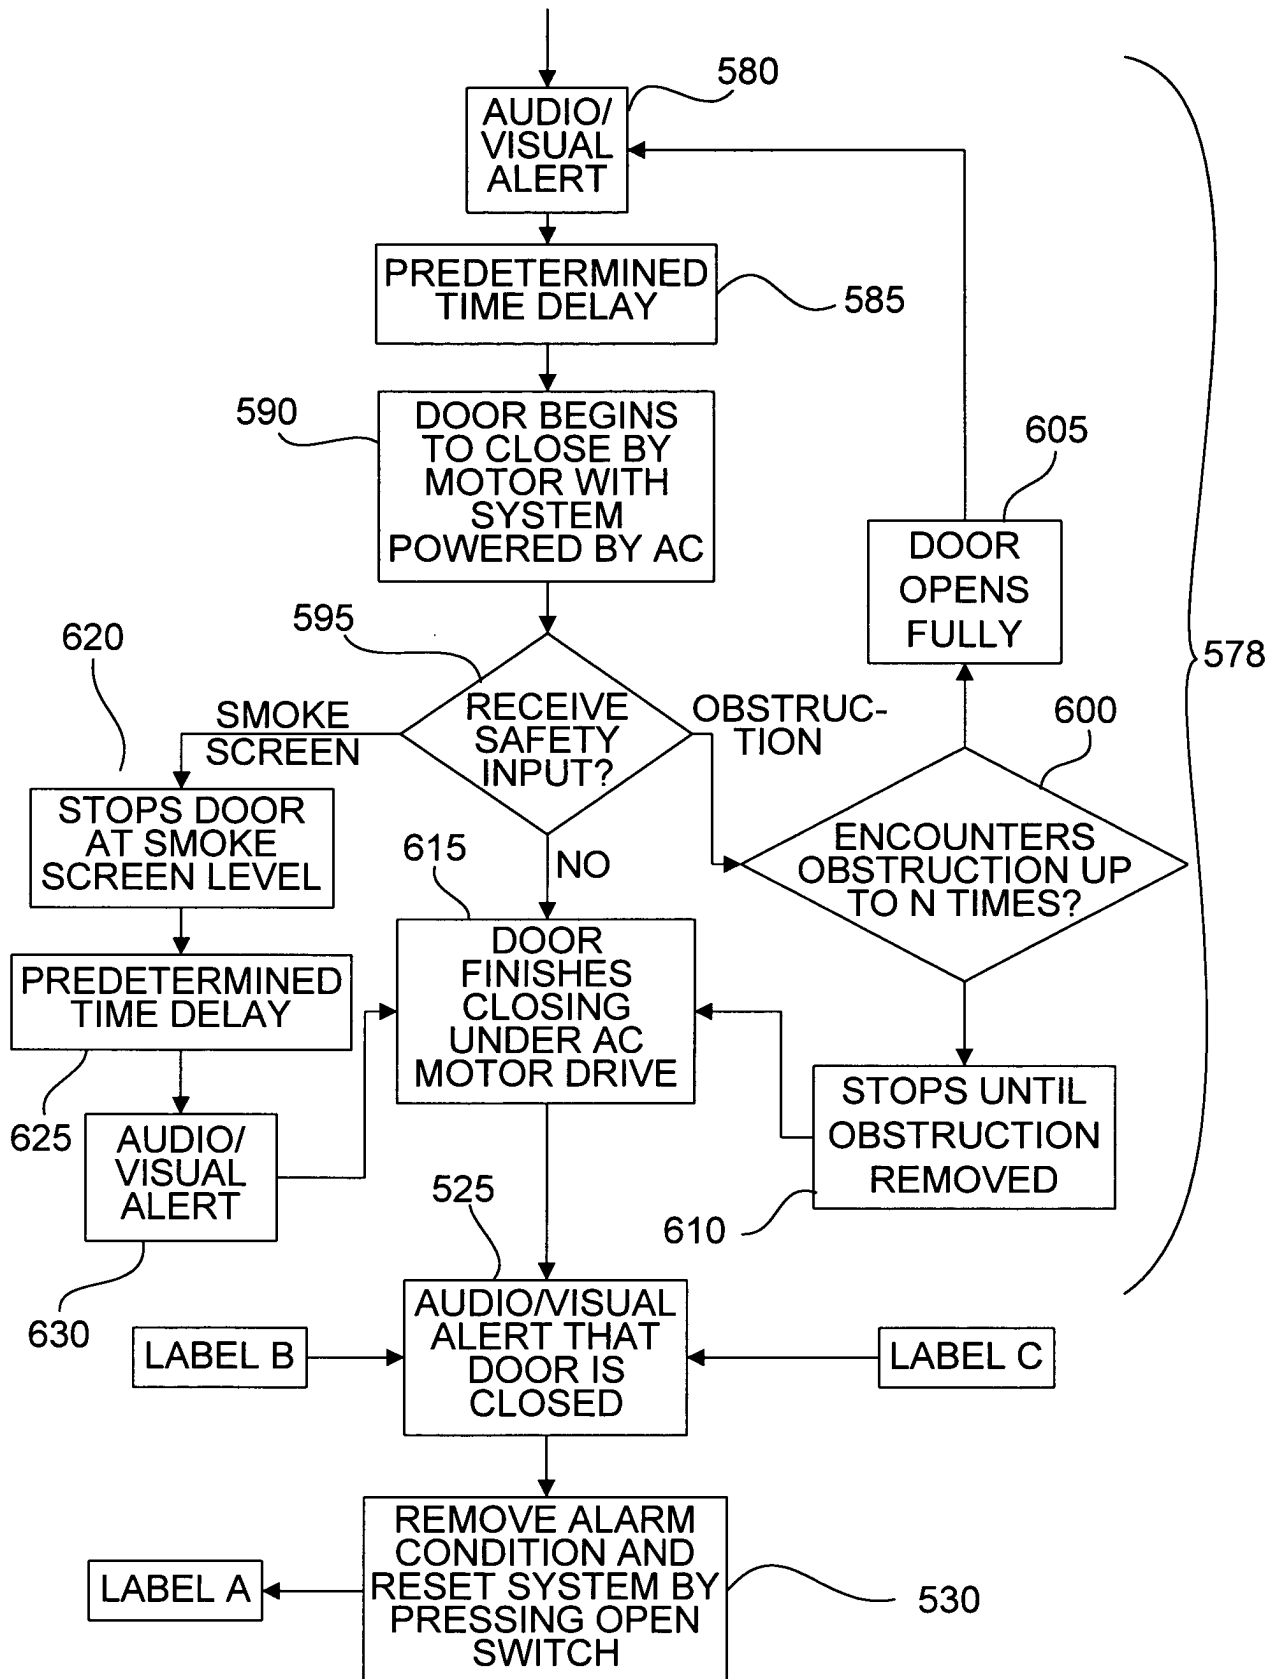 580
AUDIO/
VISUAL
ALERT
PREDETERMINED
TIME DELAY
585
590
DOOR BEGINS
TO CLOSE BY
MOTOR WITH
SYSTEM
POWERED BY AC
605
DOOR
OPENS
FULLY
578
595
RECEIVE
SAFETY
INPUT?
620
SMOKE
SCREEN
OBSTRUC-
TION
600
ENCOUNTERS
OBSTRUCTION UP
TO N TIMES?
STOPS DOOR
AT SMOKE
SCREEN LEVEL
615
NO
DOOR
FINISHES
CLOSING
UNDER AC
MOTOR DRIVE
PREDETERMINED
TIME DELAY
625
AUDIO/
VISUAL
ALERT
630
STOPS UNTIL
OBSTRUCTION
REMOVED
610
525
AUDIO/VISUAL
ALERT THAT
DOOR IS
CLOSED
LABEL B
LABEL C
REMOVE ALARM
CONDITION AND
RESET SYSTEM BY
PRESSING OPEN
SWITCH
530
LABEL A